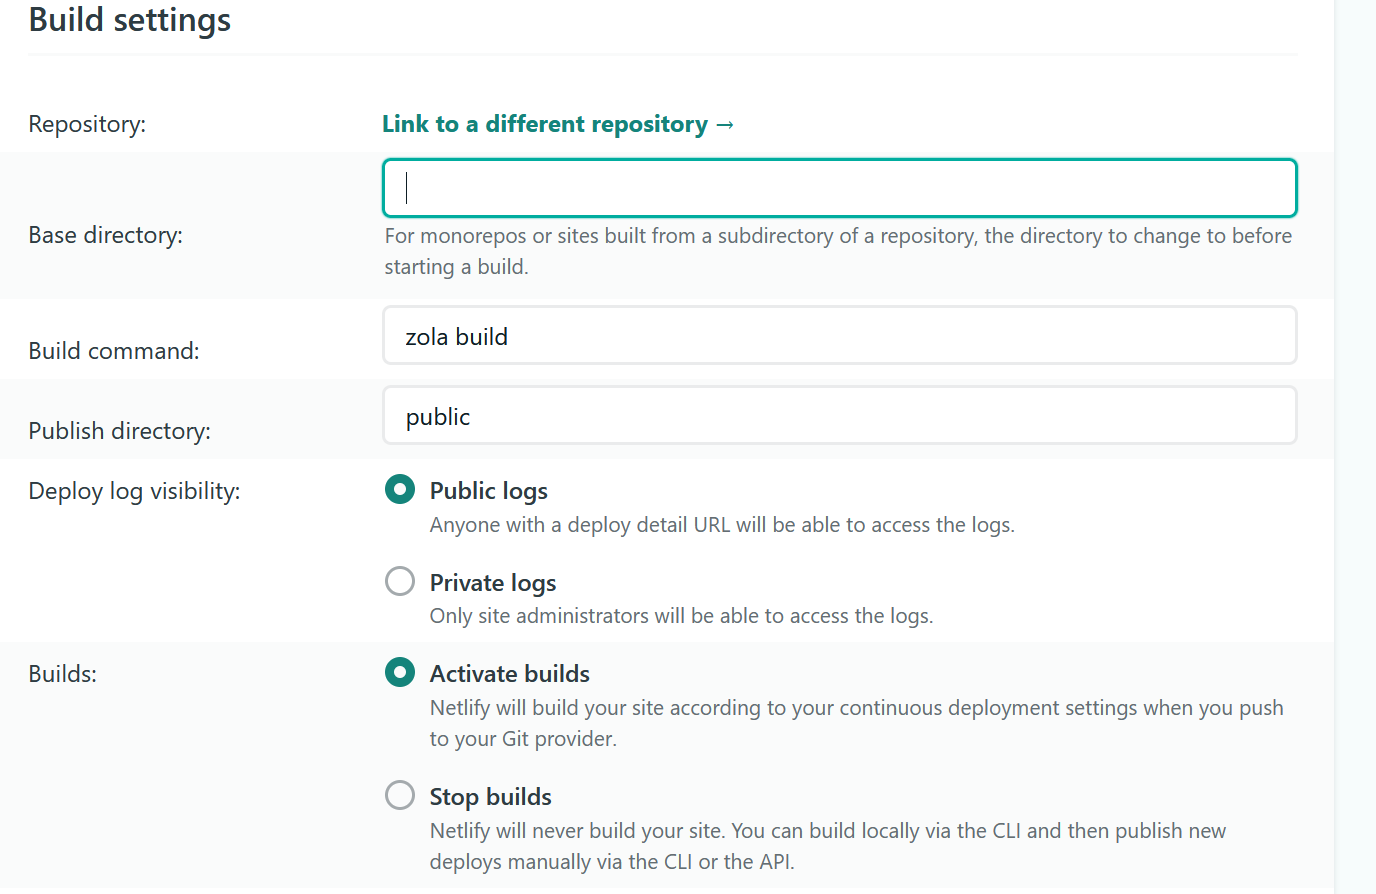 Build settings
Repository:
Link to a different repository →
Base directory:
For monorepos or sites built from a subdirectory of a repository, the directory to change to before
starting a build.
Build command:
zola build
Publish directory:
public
Deploy log visibility:
Public logs
Anyone with a deploy detail URL will be able to access the logs.
Private logs
Only site administrators will be able to access the logs.
Builds:
Activate builds
Netlify will build your site according to your continuous deployment settings when you push
to your Git provider.
Stop builds
Netlify will never build your site. You can build locally via the CLI and then publish new
deploys manually via the CLI or the API.